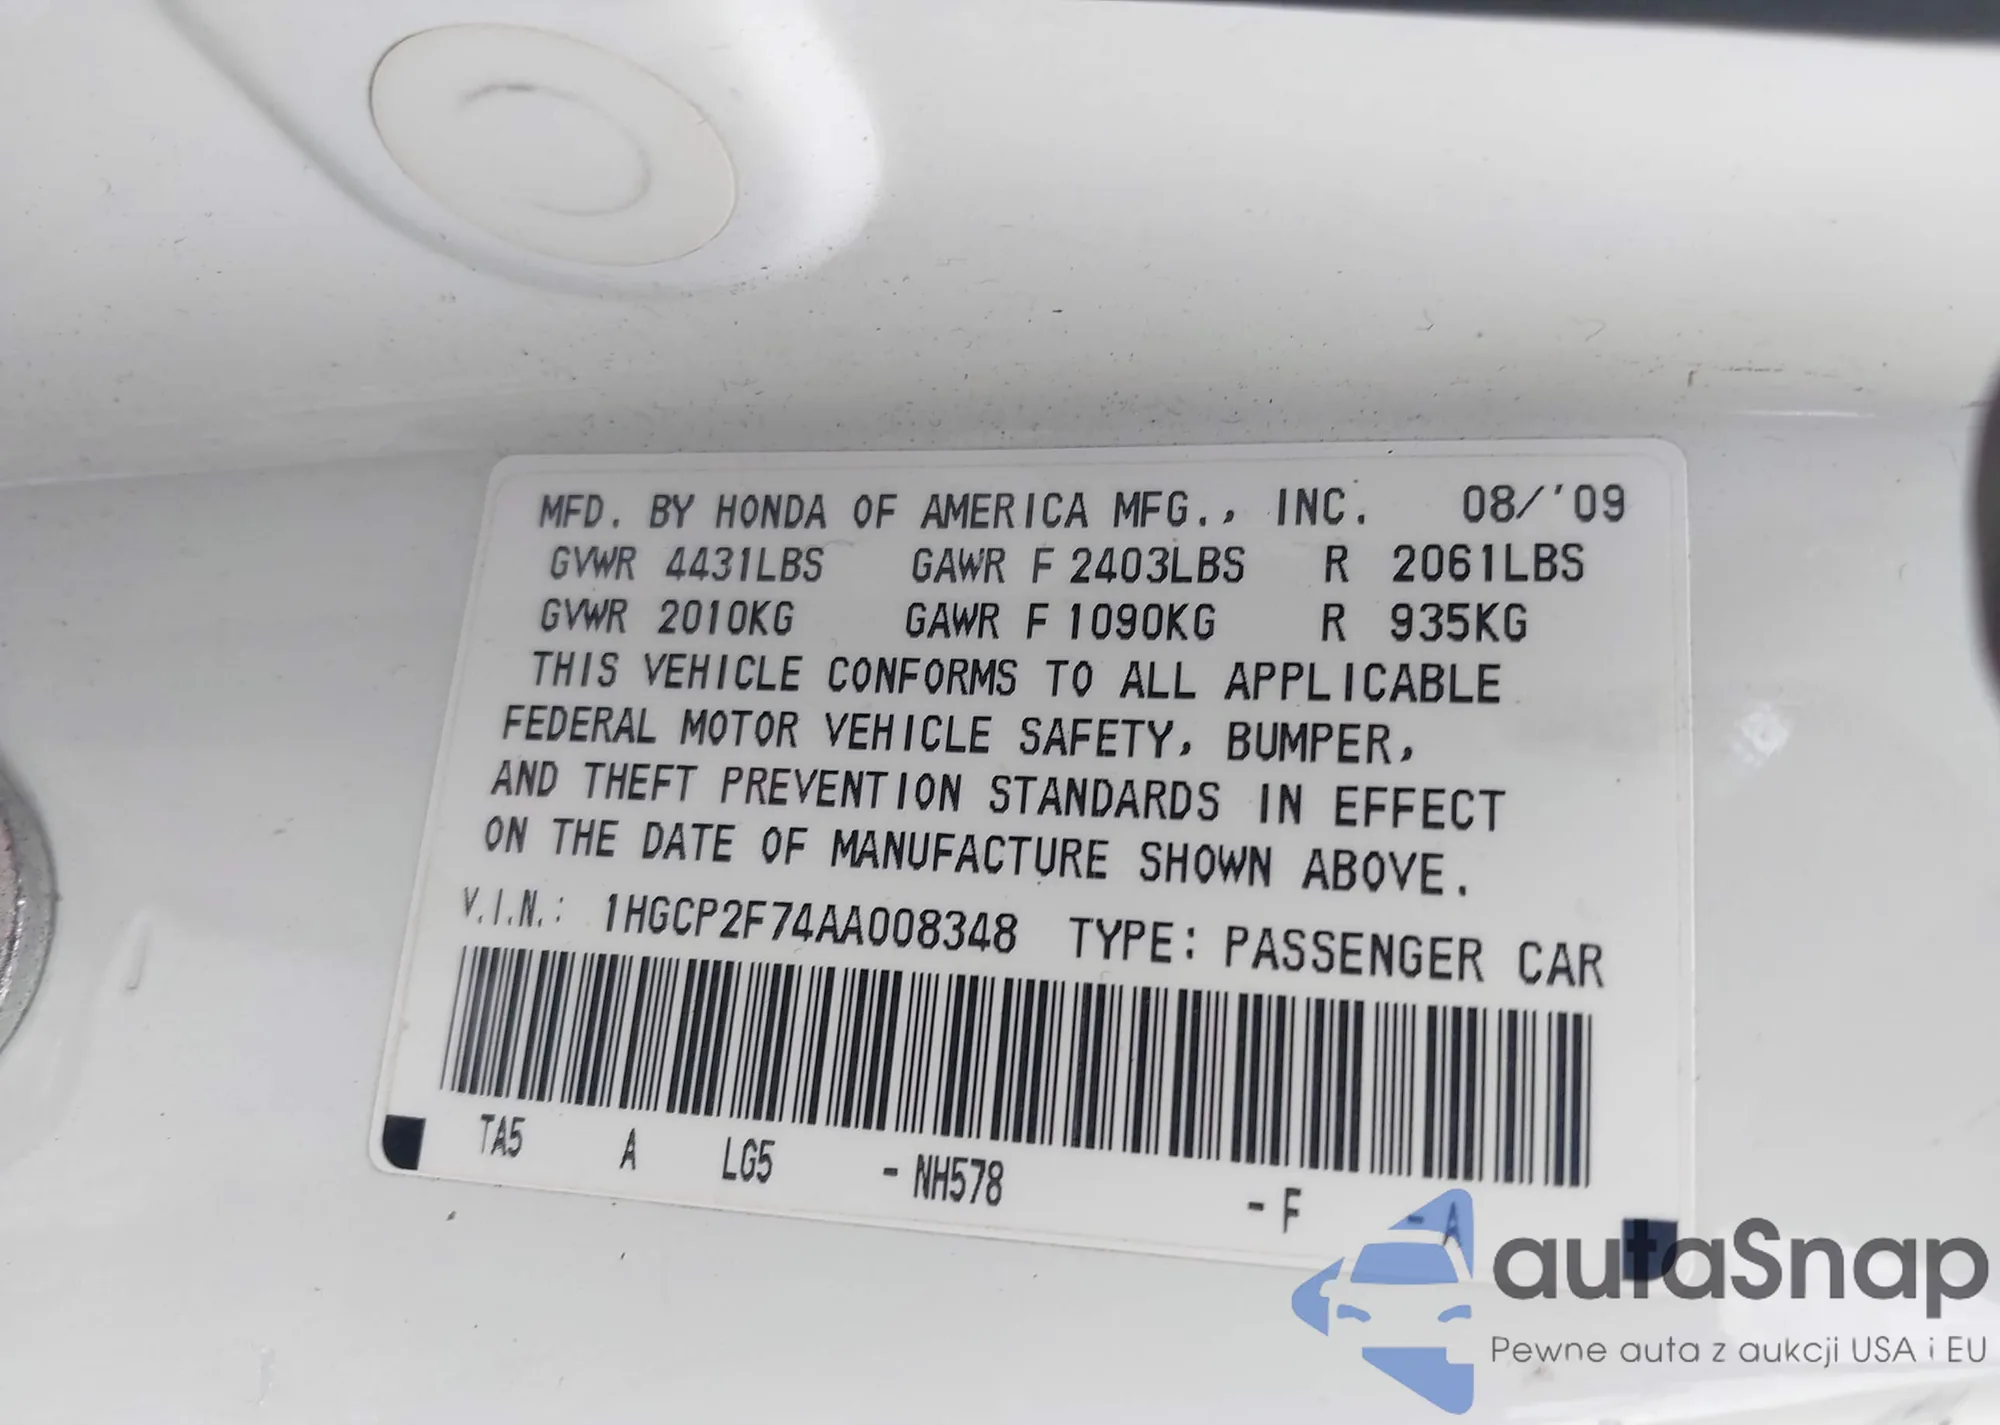 MFD. BY HONDA OF AMERICA MFG., INC. 08/'09
GVWR 4431LBS GAWR F 2403LBS R 2061LBS
GVWR 2010KG GAWR F 1090KG R 935KG
THIS VEHICLE CONFORMS TO ALL APPLICABLE
FEDERAL MOTOR VEHICLE SAFETY, BUMPER,
AND THEFT PREVENTION STANDARDS IN EFFECT
ON THE DATE OF MANUFACTURE SHOWN ABOVE.
V.I.N.: 1HGCP2F74AA008348 TYPE: PASSENGER CAR
TA5 A LG5 - NH578 - F - A
autaSnap
Pewne auta z aukcji USA i EU